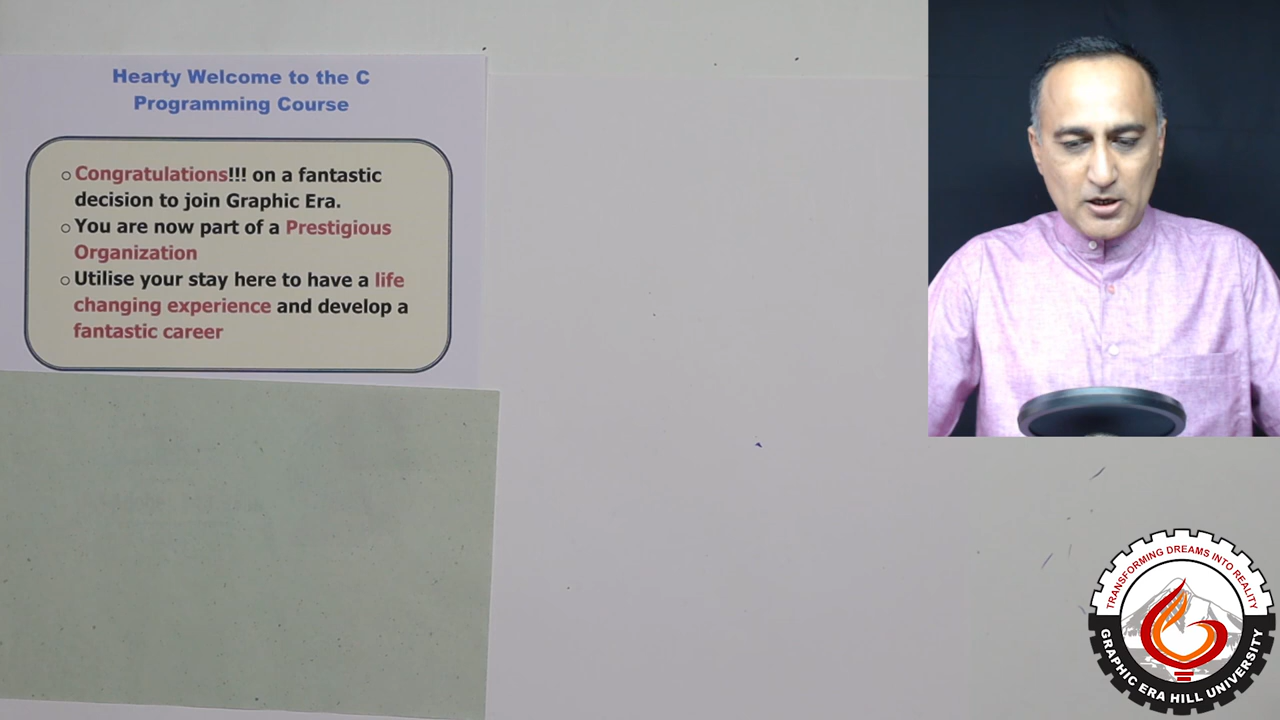 Hearty Welcome to the C
Programming Course
Congratulations!!! on a fantastic
decision to join Graphic Era.
You are now part of a Prestigious
Organization
Utilise your stay here to have a life
changing experience and develop a
fantastic career
TRANSFORMING DREAMS INTO REALITY
GRAPHIC ERA HILL UNIVERSITY